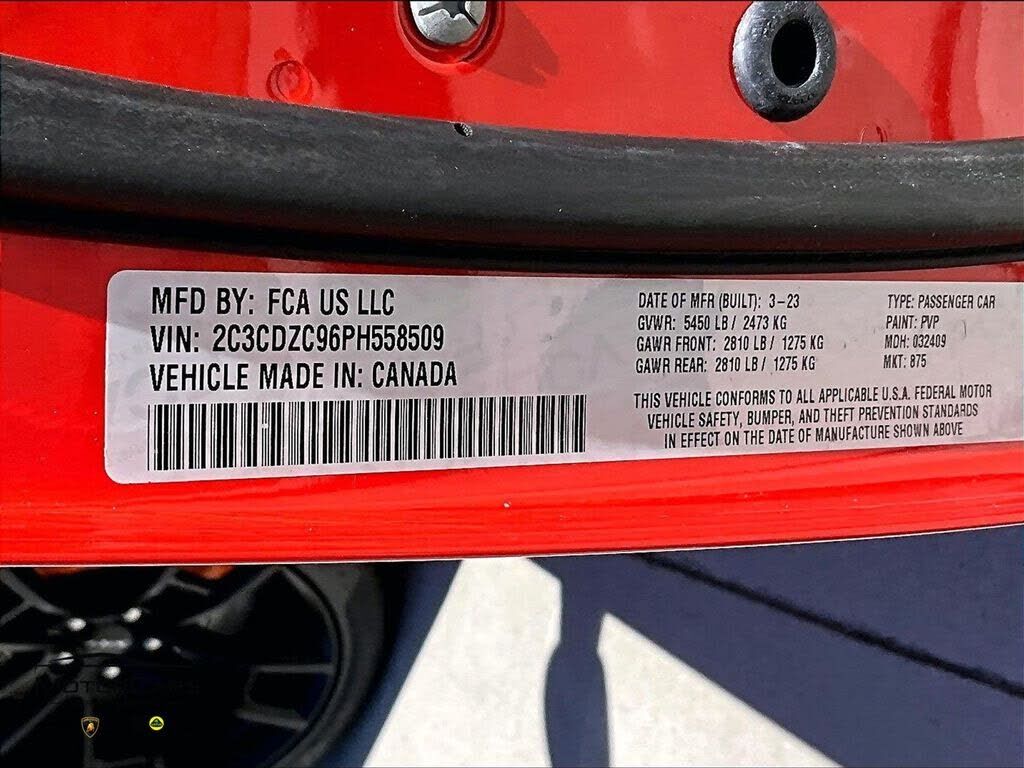 MFD BY: FCA US LLC
VIN: 2C3CDZC96PH558509
VEHICLE MADE IN: CANADA
DATE OF MFR (BUILT): 3-23
GVWR: 5450 LB / 2473 KG
GAWR FRONT: 2810 LB / 1275 KG
GAWR REAR: 2810 LB / 1275 KG
TYPE: PASSENGER CAR
PAINT: PVP
MDH: 032409
MKT: 875
THIS VEHICLE CONFORMS TO ALL APPLICABLE U.S.A. FEDERAL MOTOR
VEHICLE SAFETY, BUMPER, AND THEFT PREVENTION STANDARDS
IN EFFECT ON THE DATE OF MANUFACTURE SHOWN ABOVE